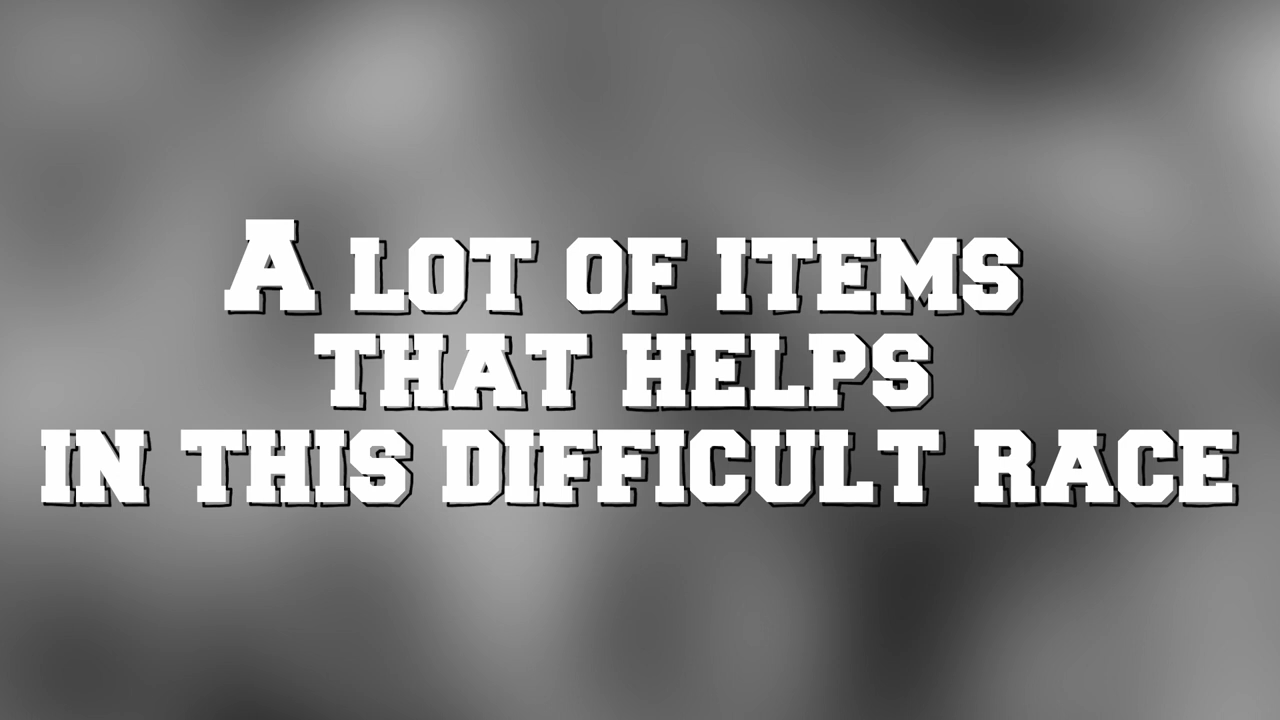 A LOT OF ITEMS
THAT HELPS
IN THIS DIFFICULT RACE